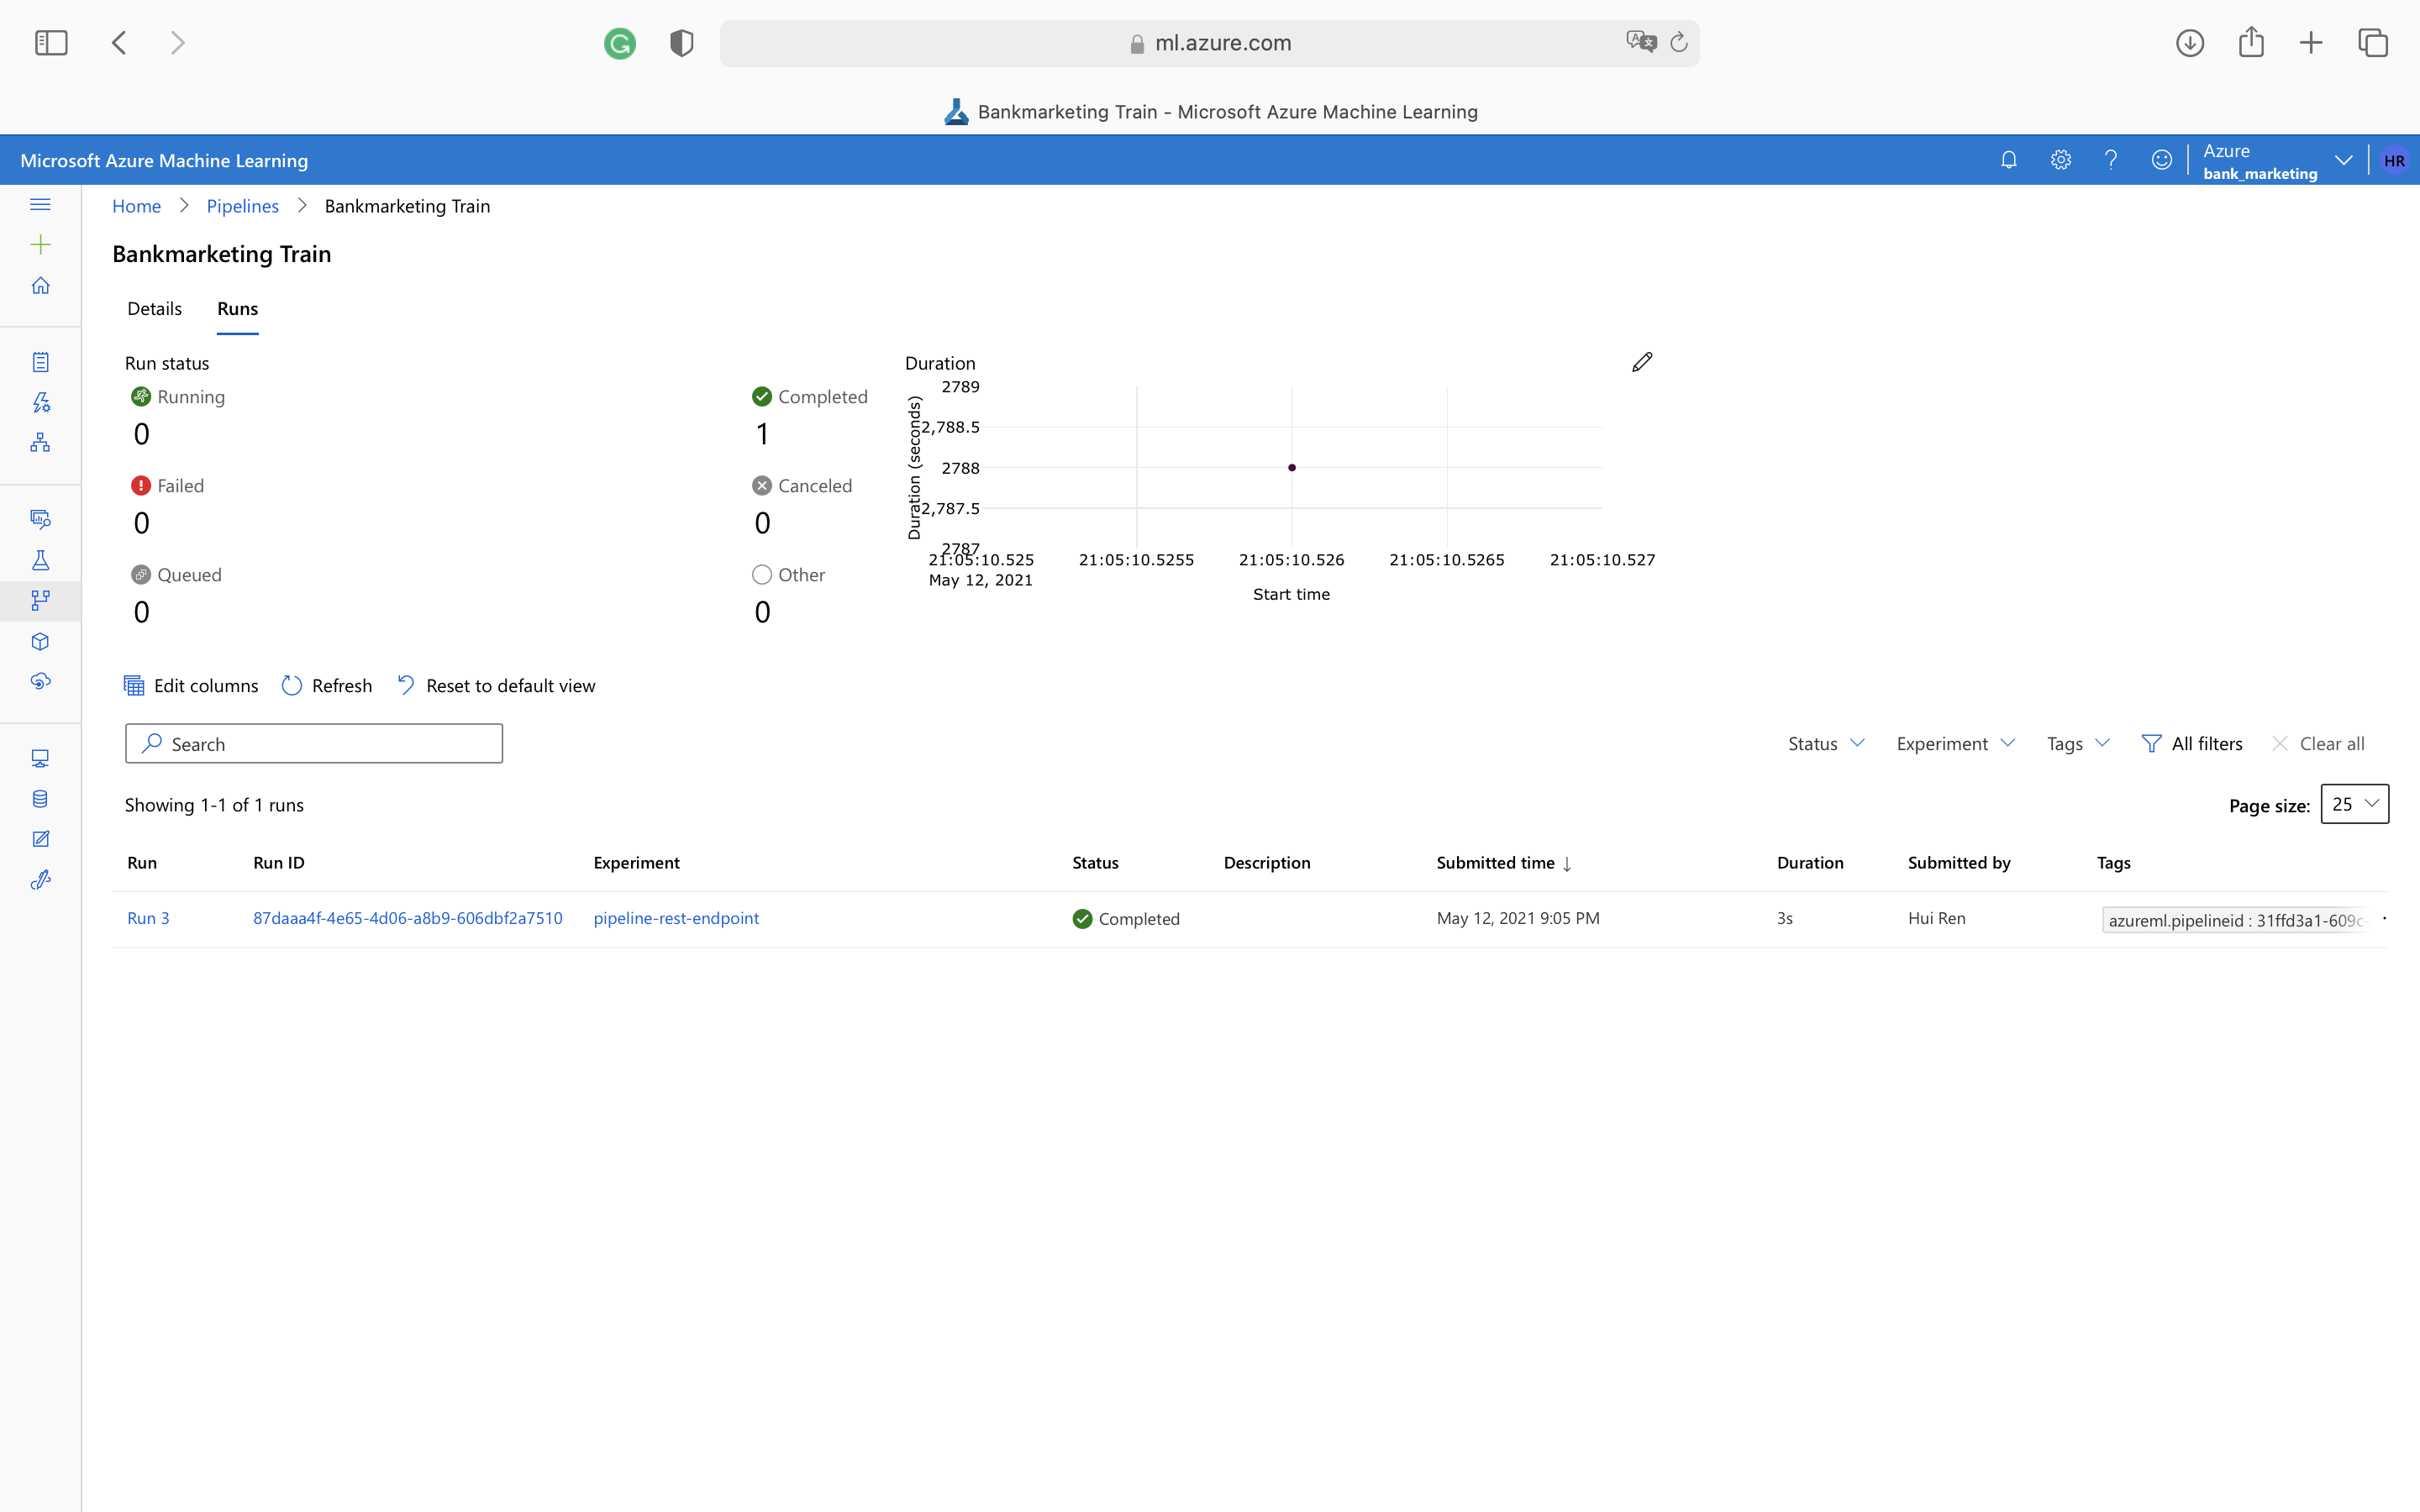 ml.azure.com
Bankmarketing Train - Microsoft Azure Machine Learning
Microsoft Azure Machine Learning
Azure
bank_marketing
HR
Home > Pipelines > Bankmarketing Train
Bankmarketing Train
Details Runs
Run status
Running
0
Completed
1
Failed
0
Canceled
0
Queued
0
Other
0
Duration
Duration (seconds)
2789
2,788.5
2788
2,787.5
2787
21:05:10.525 21:05:10.5255 21:05:10.526 21:05:10.5265 21:05:10.527
May 12, 2021
Start time
Edit columns Refresh Reset to default view
Search
Status Experiment Tags All filters Clear all
Showing 1-1 of 1 runs
Page size: 25
Run Run ID Experiment Status Description Submitted time ↓ Duration Submitted by Tags
Run 3 87daaa4f-4e65-4d06-a8b9-606dbf2a7510 pipeline-rest-endpoint Completed May 12, 2021 9:05 PM 3s Hui Ren azureml.pipelineid : 31ffd3a1-609c-